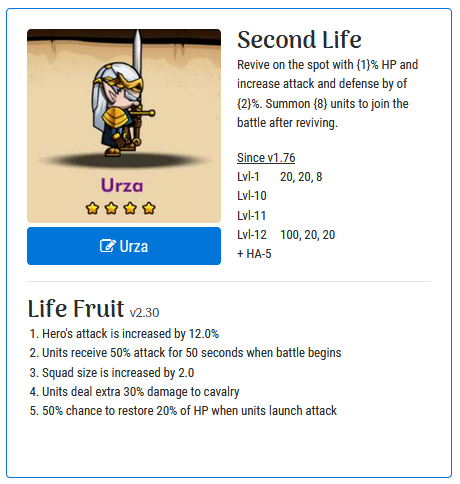 Second Life
Revive on the spot with {1}% HP and
increase attack and defense by of
{2}%. Summon {8} units to join the
battle after reviving.
Since v1.76
Lvl-1 20, 20, 8
Lvl-10
Lvl-11
Lvl-12 100, 20, 20
+ HA-5
Urza
Urza
Life Fruit v2.30
1. Hero's attack is increased by 12.0%
2. Units receive 50% attack for 50 seconds when battle begins
3. Squad size is increased by 2.0
4. Units deal extra 30% damage to cavalry
5. 50% chance to restore 20% of HP when units launch attack